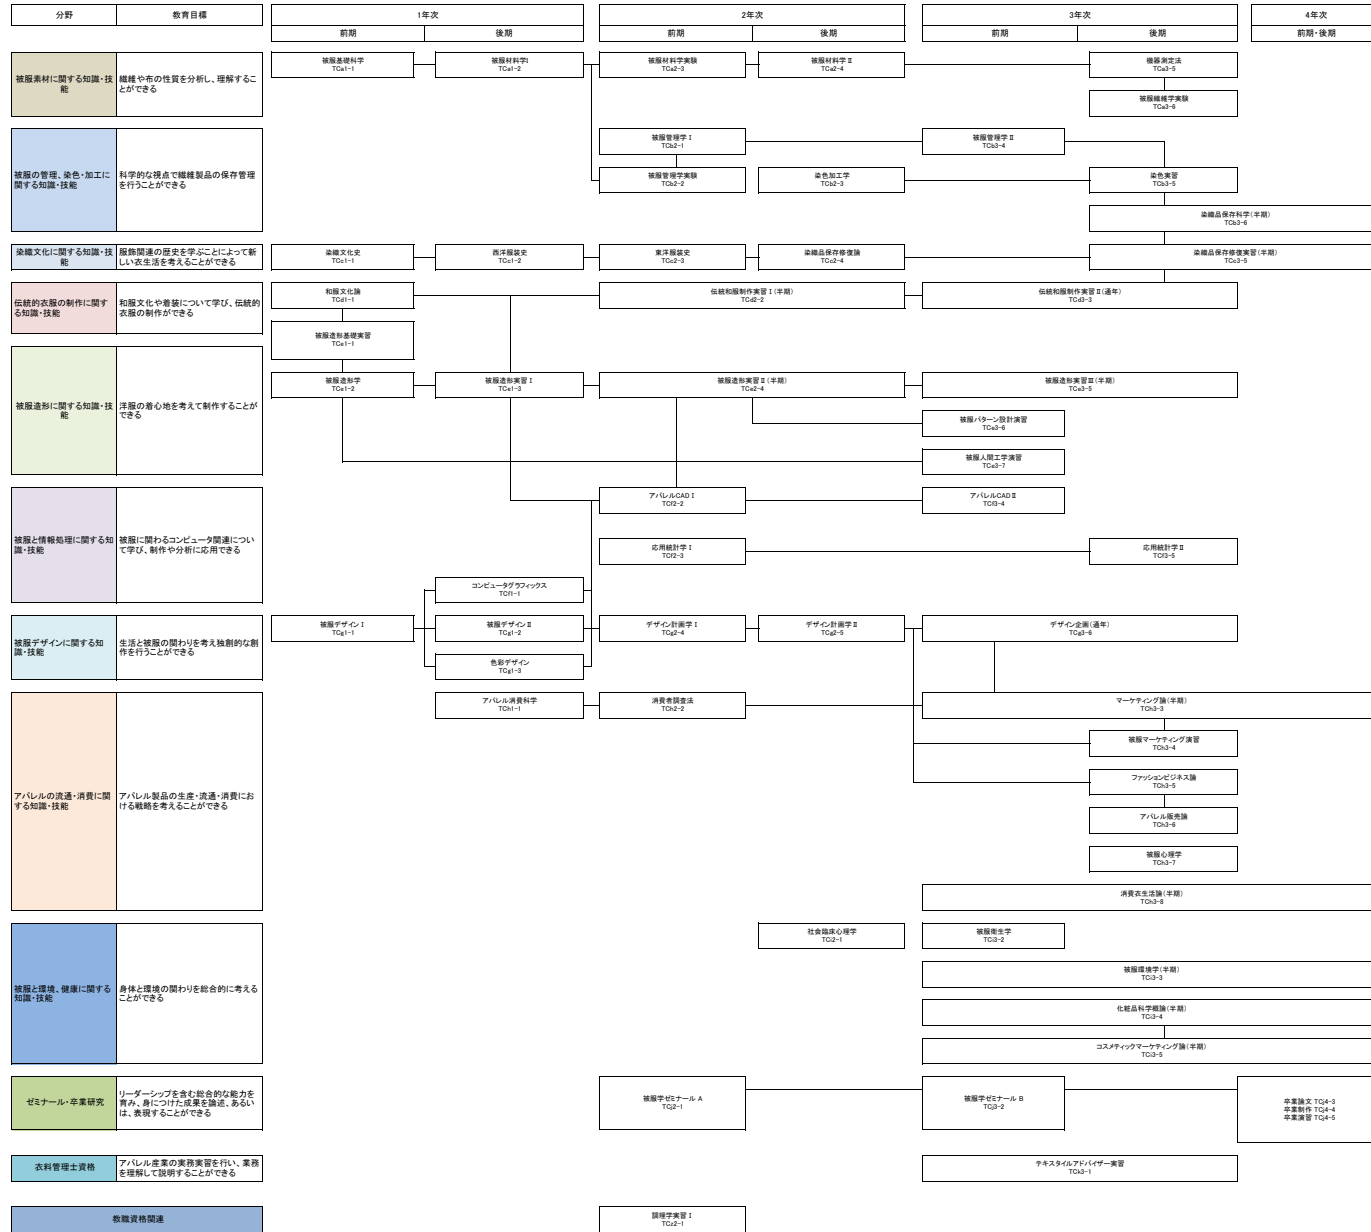 分野
教育目標
1年次
2年次
3年次
4年次
前期
後期
前期
後期
前期
後期
前期・後期
被服素材に関する知識・技
能
繊維や布の性質を分析し、理解するこ
とができる
被服基礎科学
TCa1-1
被服材料学I
TCa1-2
被服材料学実験
TCa2-3
被服材料学Ⅱ
TCa2-4
機器測定法
TCa3-5
被服繊維学実験
TCa3-6
被服の管理、染色・加工に
関する知識・技能
科学的な視点で繊維製品の保存管理
を行うことができる
被服管理学Ⅰ
TCb2-1
被服管理学Ⅱ
TCb3-4
被服管理学実験
TCb2-2
染色加工学
TCb2-3
染色実習
TCb3-5
染織品保存科学(半期)
TCb3-6
染織文化に関する知識・技
能
服飾関連の歴史を学ぶことによって新
しい衣生活を考えることができる
染織文化史
TCc1-1
西洋服装史
TCc1-2
東洋服装史
TCc2-3
染織品保存修復論
TCc2-4
染織品保存修復実習(半期)
TCc3-5
伝統的衣服の制作に関す
る知識・技能
和服文化や着装について学び、伝統的
衣服の制作ができる
和服文化論
TCd1-1
伝統和服制作実習Ⅰ(半期)
TCd2-2
伝統和服制作実習Ⅱ(通年)
TCd3-3
被服造形基礎実習
TCe1-1
被服造形に関する知識・技
能
洋服の着心地を考えて制作することが
できる
被服造形学
TCe1-2
被服造形実習Ⅰ
TCe1-3
被服造形実習Ⅱ(半期)
TCe2-4
被服造形実習Ⅲ(半期)
TCe3-5
被服パターン設計演習
TCe3-6
被服人間工学演習
TCe3-7
被服と情報処理に関する知
識・技能
被服に関わるコンピュータ関連につい
て学び、制作や分析に応用できる
アパレルCADⅠ
TCf2-2
アパレルCADⅡ
TCf3-4
応用統計学Ⅰ
TCf2-3
応用統計学Ⅱ
TCf3-5
コンピュータグラフィックス
TCf1-1
被服デザインに関する知
識・技能
生活と被服の関わりを考え独創的な創
作を行うことができる
被服デザインⅠ
TCg1-1
被服デザインⅡ
TCg1-2
デザイン計画学Ⅰ
TCg2-4
デザイン計画学Ⅱ
TCg2-5
デザイン企画(通年)
TCg3-6
色彩デザイン
TCg1-3
アパレルの流通・消費に関
する知識・技能
アパレル製品の生産・流通・消費にお
ける戦略を考えることができる
アパレル消費科学
TCh1-1
消費者調査法
TCh2-2
マーケティング論(半期)
TCh3-3
被服マーケティング演習
TCh3-4
ファッションビジネス論
TCh3-5
アパレル販売論
TCh3-6
被服心理学
TCh3-7
消費衣生活論(半期)
TCh3-8
被服と環境、健康に関する
知識・技能
身体と環境の関わりを総合的に考える
ことができる
社会臨床心理学
TCi2-1
被服衛生学
TCi3-2
被服環境学(半期)
TCi3-3
化粧品科学概論(半期)
TCi3-4
コスメティックマーケティング論(半期)
TCi3-5
ゼミナール・卒業研究
リーダーシップを含む総合的な能力を
育み、身につけた成果を論述、あるい
は、表現することができる
被服学ゼミナール A
TCj2-1
被服学ゼミナール B
TCj3-2
卒業論文 TCj4-3
卒業制作 TCj4-4
卒業演習 TCj4-5
衣料管理士資格
アパレル産業の実務実習を行い、業務
を理解して説明することができる
テキスタイルアドバイザー実習
TCk3-1
教職資格関連
調理学実習Ⅰ
TCz2-1